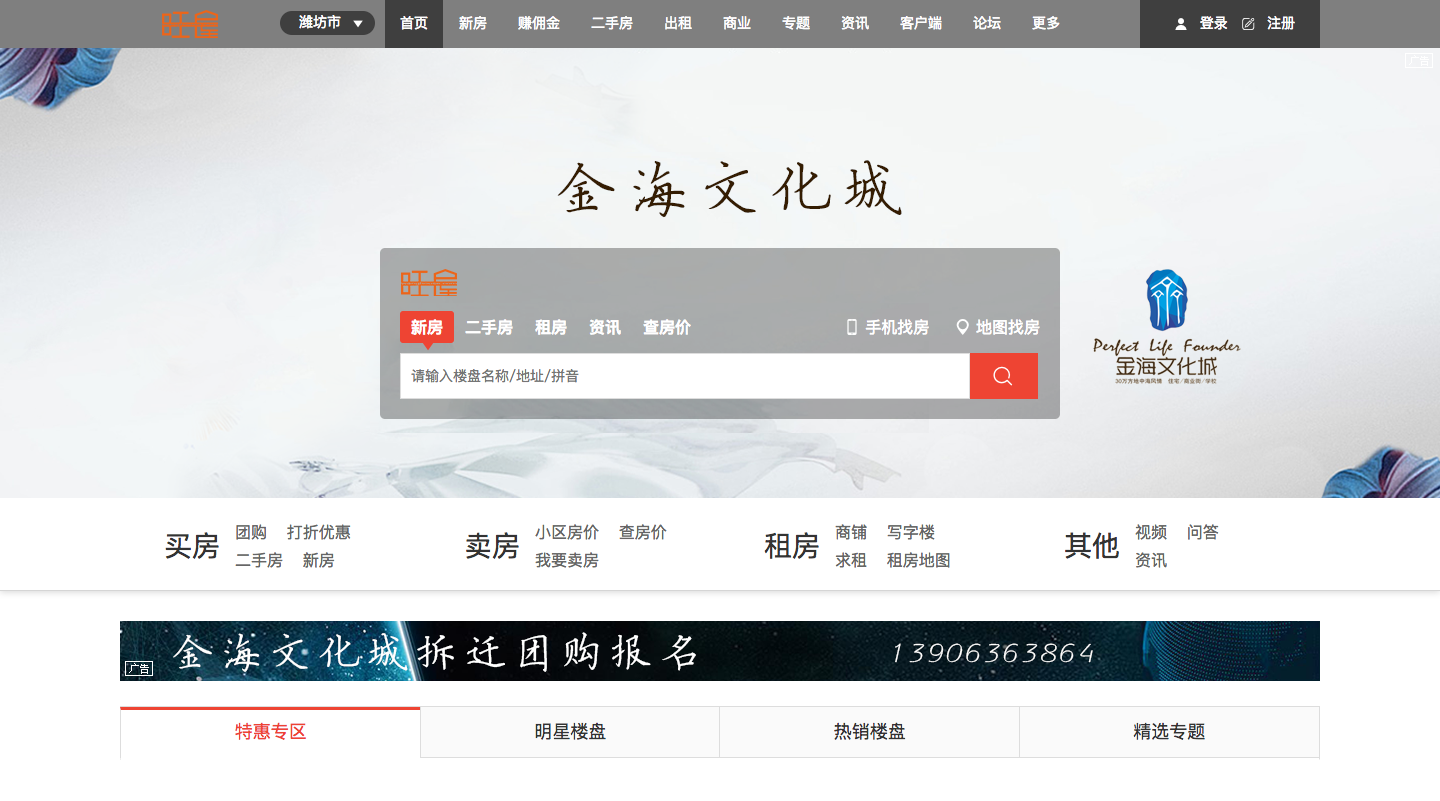 旺屋 潍坊市 首页 新房 赚佣金 二手房 出租 商业 专题 资讯 客户端 论坛 更多 登录 注册
广告
金海文化城
旺屋
新房 二手房 租房 资讯 查房价 手机找房 地图找房
请输入楼盘名称/地址/拼音
Perfect Life Founder
金海文化城
30万方地中海风情 住宅/商业街/学校
买房 团购 打折优惠
二手房 新房
卖房 小区房价 查房价
我要卖房
租房 商铺 写字楼
求租 租房地图
其他 视频 问答
资讯
金海文化城拆迁团购报名 13906363864
广告
特惠专区 明星楼盘 热销楼盘 精选专题